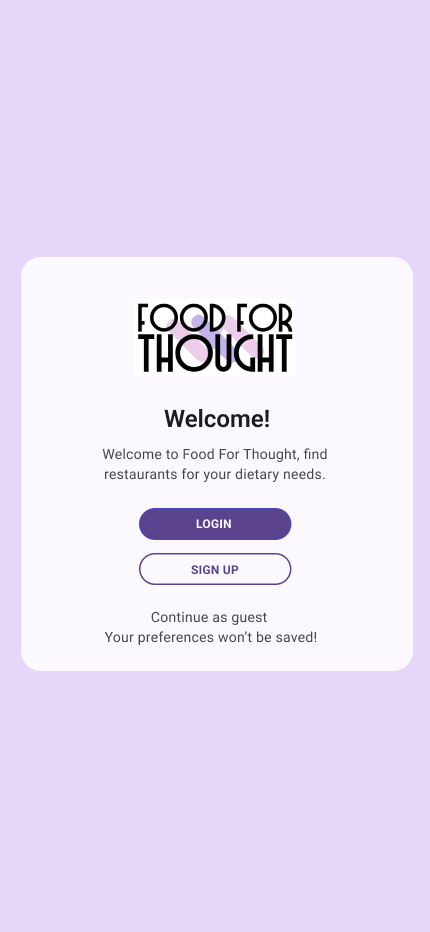 FOOD FOR
THOUGHT
Welcome!
Welcome to Food For Thought, find
restaurants for your dietary needs.
LOGIN
SIGN UP
Continue as guest
Your preferences won't be saved!